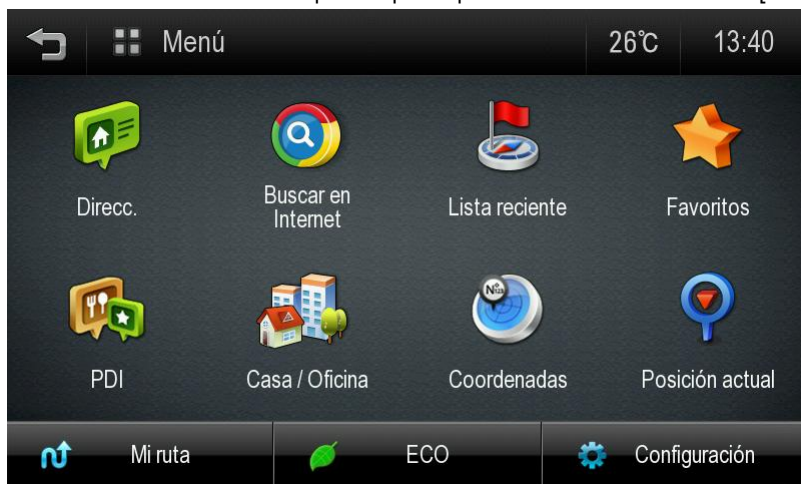 Menú
26°C
13:40
Direcc.
Buscar en
Internet
Lista reciente
Favoritos
PDI
Casa / Oficina
Coordenadas
Posición actual
Mi ruta
ECO
Configuración